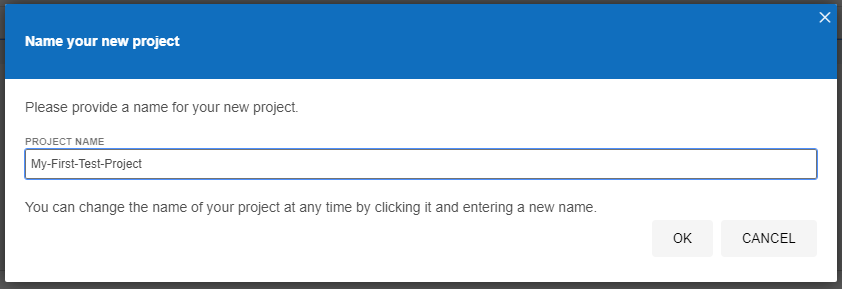 Name your new project
Please provide a name for your new project.
PROJECT NAME
My-First-Test-Project
You can change the name of your project at any time by clicking it and entering a new name.
OK CANCEL